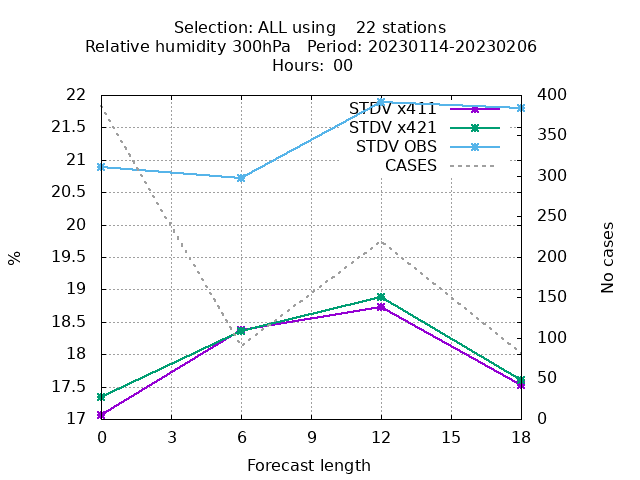 Selection: ALL using    22 stations
Relative humidity 300hPa   Period: 20230114-20230206
Hours:  00
22
21.5
21
20.5
20
19.5
19
18.5
18
17.5
17
%
400
350
300
250
200
150
100
50
0
No cases
STDV x411
STDV x421
STDV OBS
CASES
0 3 6 9 12 15 18
Forecast length